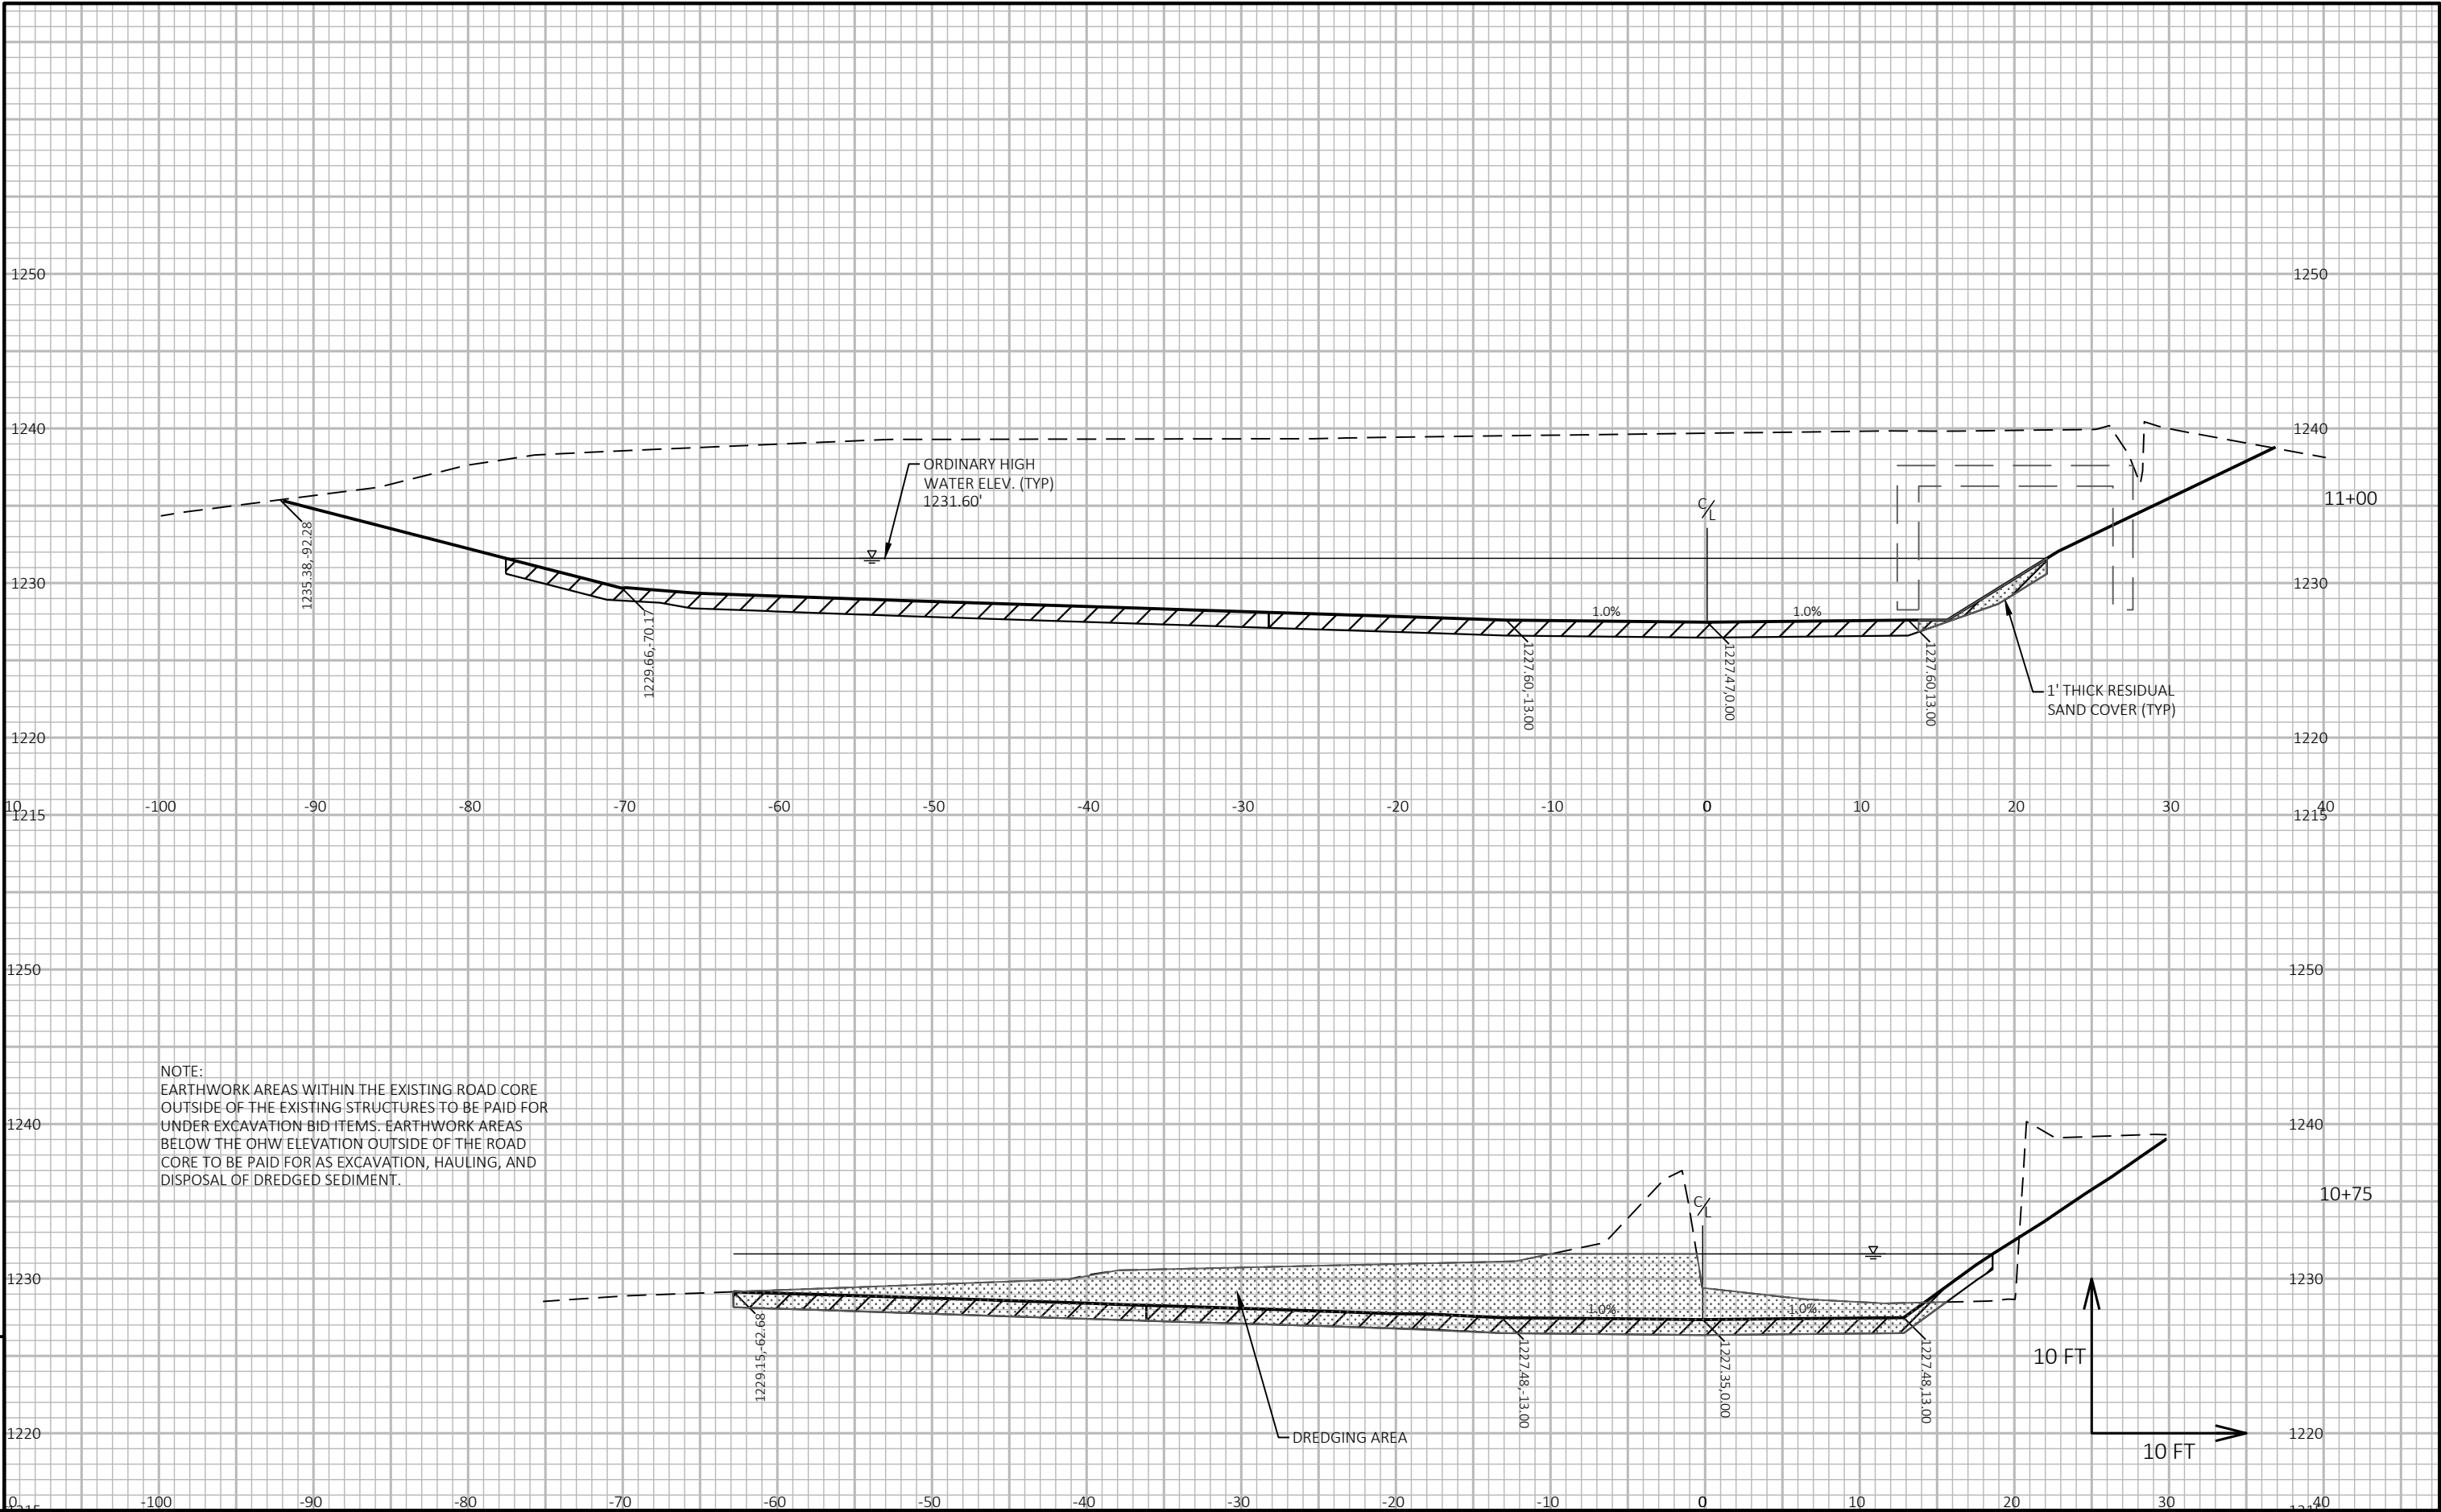 1250 1250
1240 1240
ORDINARY HIGH
WATER ELEV. (TYP)
1231.60'
C/L
11+00
1235.38,-92.28
1230 1230
1.0% 1.0%
1229.66,-70.17
1227.60,-13.00
1227.47,0.00
1227.60,13.00
1' THICK RESIDUAL
SAND COVER (TYP)
1220 1220
10 -100 -90 -80 -70 -60 -50 -40 -30 -20 -10 0 10 20 30 40
1215 1215
1250 1250
NOTE:
EARTHWORK AREAS WITHIN THE EXISTING ROAD CORE
OUTSIDE OF THE EXISTING STRUCTURES TO BE PAID FOR
UNDER EXCAVATION BID ITEMS. EARTHWORK AREAS
BELOW THE OHW ELEVATION OUTSIDE OF THE ROAD
CORE TO BE PAID FOR AS EXCAVATION, HAULING, AND
DISPOSAL OF DREDGED SEDIMENT.
1240 1240
C/L
10+75
1230 1230
1.0% 1.0%
1229.15,-62.68
1227.48,-13.00
1227.35,0.00
1227.48,13.00
10 FT
DREDGING AREA
1220 1220
10 FT
-100 -90 -80 -70 -60 -50 -40 -30 -20 -10 0 10 20 30 40